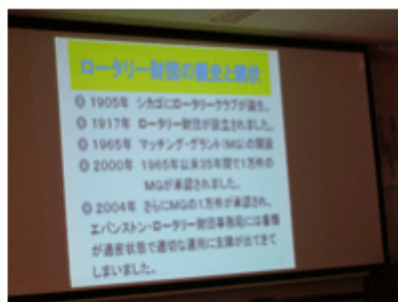 ロータリー財団の歴史と現状
◎ 1905年 シカゴにロータリークラブが誕生。
◎ 1917年 ロータリー財団が設立されました。
◎ 1965年 マッチング・グラント(MG)の開設
◎ 2000年 1965年以来35年間で1万件の
MGが承認されました。
◎ 2004年 さらにMGの1万件が承認され、
エバンストン・ロータリー財団事務局には書類
が過密状態で適切な運用に支障が出てきて
しまいました。